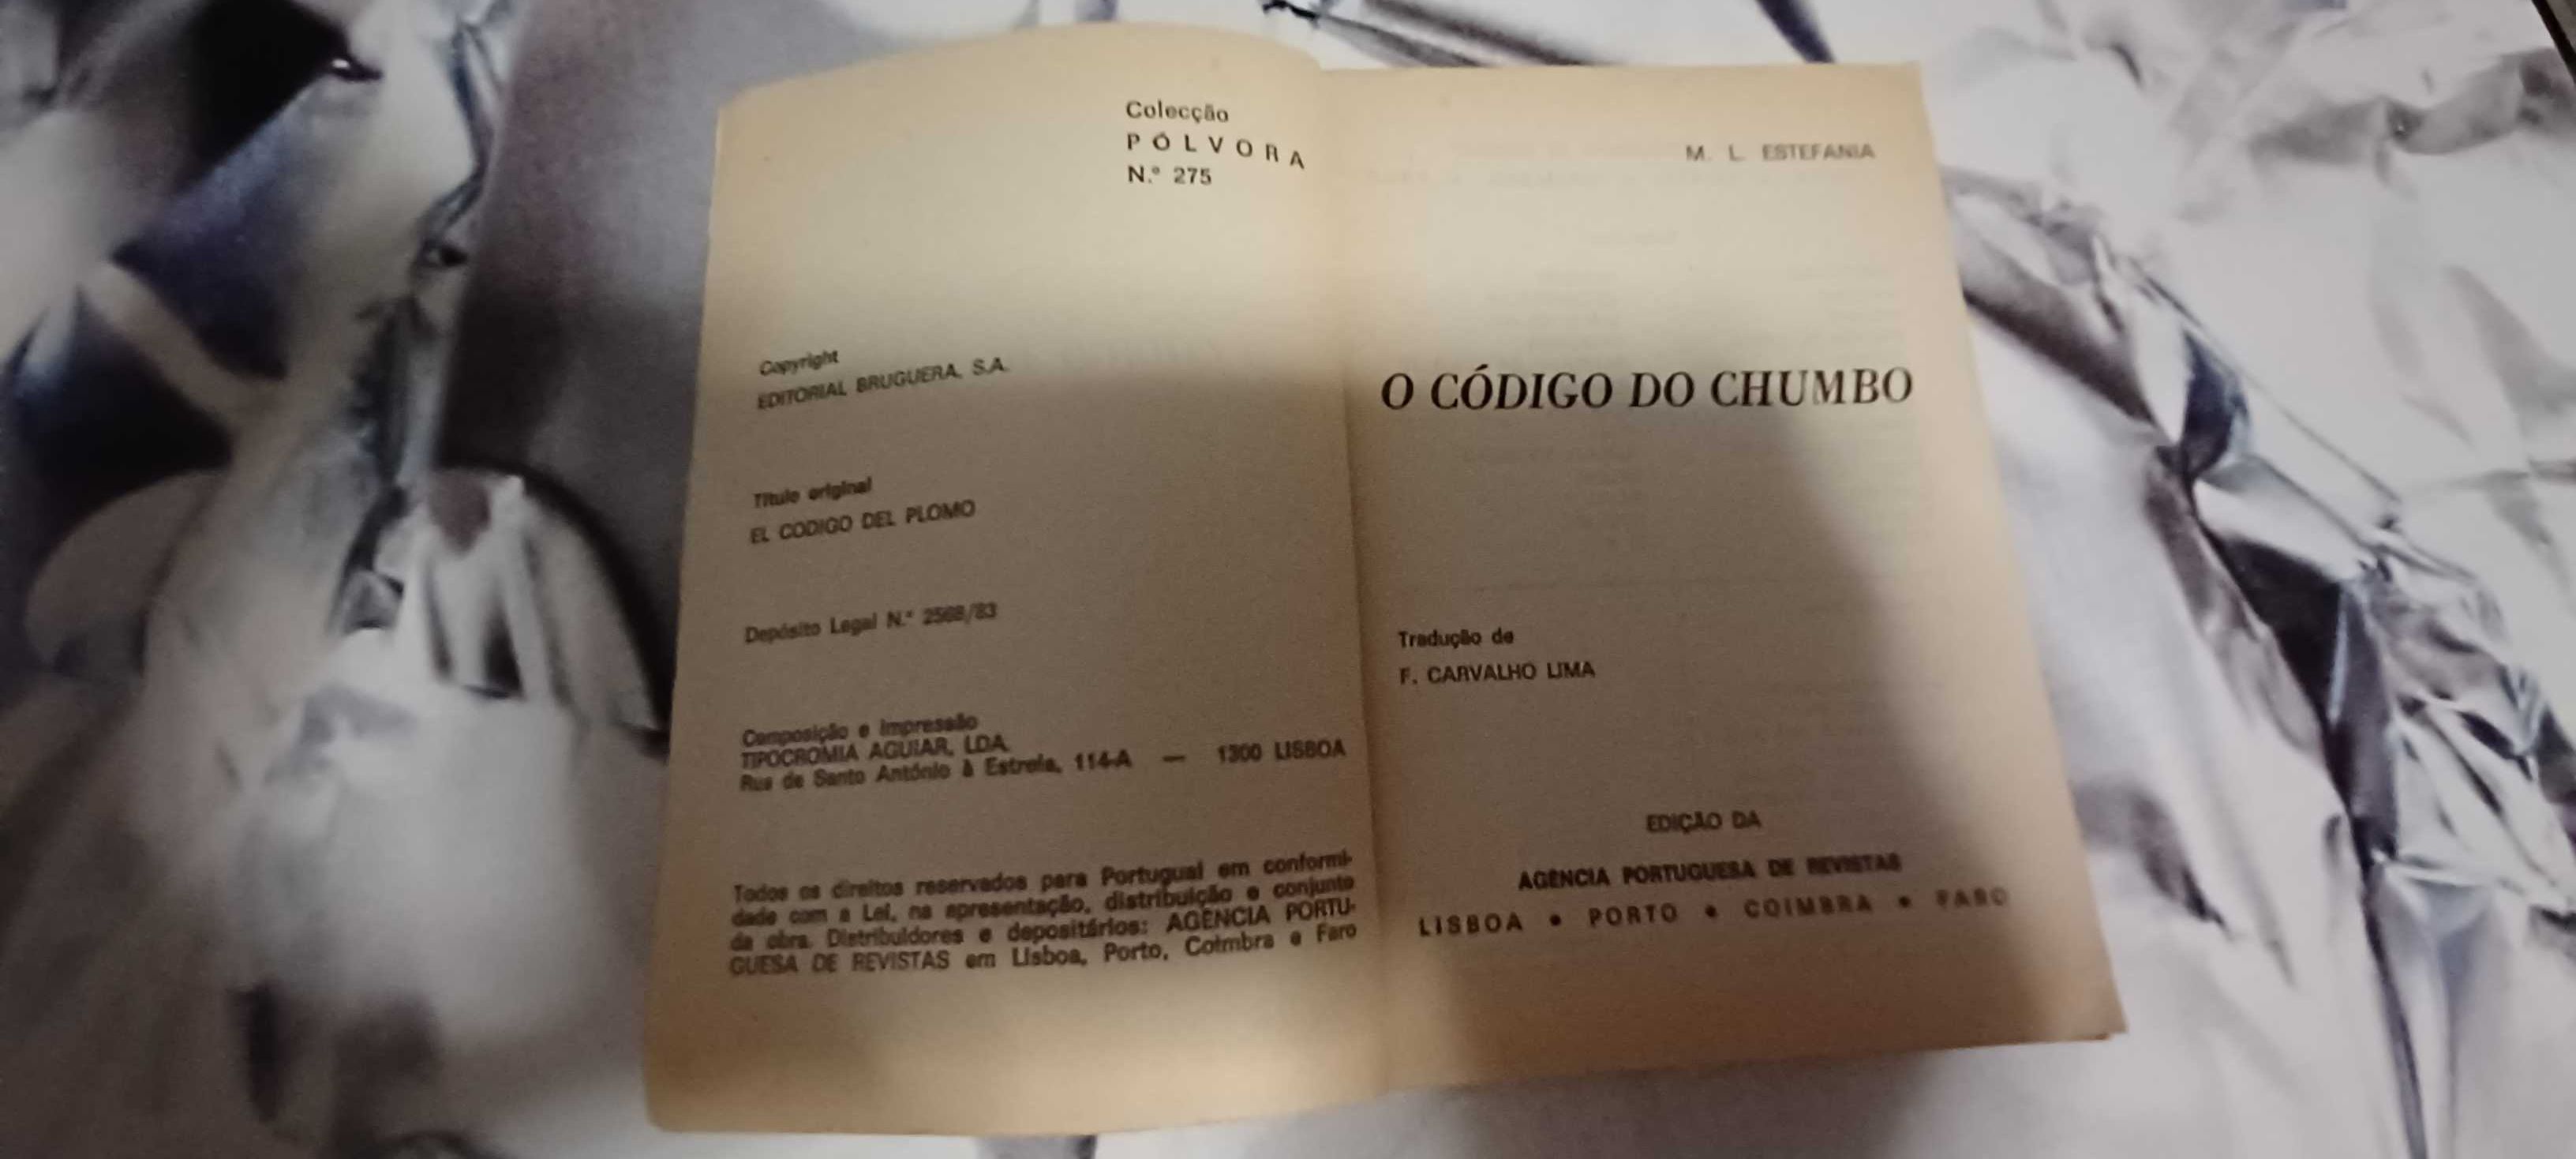 Colecção
PÓLVORA
N.º 275
Copyright
EDITORIAL BRUGUERA, S.A.
Título original
EL CODIGO DEL PLOMO
Depósito Legal N.º 2568/83
Composição e Impressão
TIPOCROMIA AGUIAR, LDA.
Rua de Santo António à Estrela, 114-A — 1300 LISBOA
Todos os direitos reservados para Portugual em conformi-
dade com a Lei, na apresentação, distribuição e conjunto
da obra. Distribuidores e depositários: AGÊNCIA PORTU-
GUESA DE REVISTAS em Lisboa, Porto, Coimbra e Faro
M. L. ESTEFANIA
O CÓDIGO DO CHUMBO
Tradução de
F. CARVALHO LIMA
EDIÇÃO DA
AGÊNCIA PORTUGUESA DE REVISTAS
LISBOA • PORTO • COIMBRA • FARO